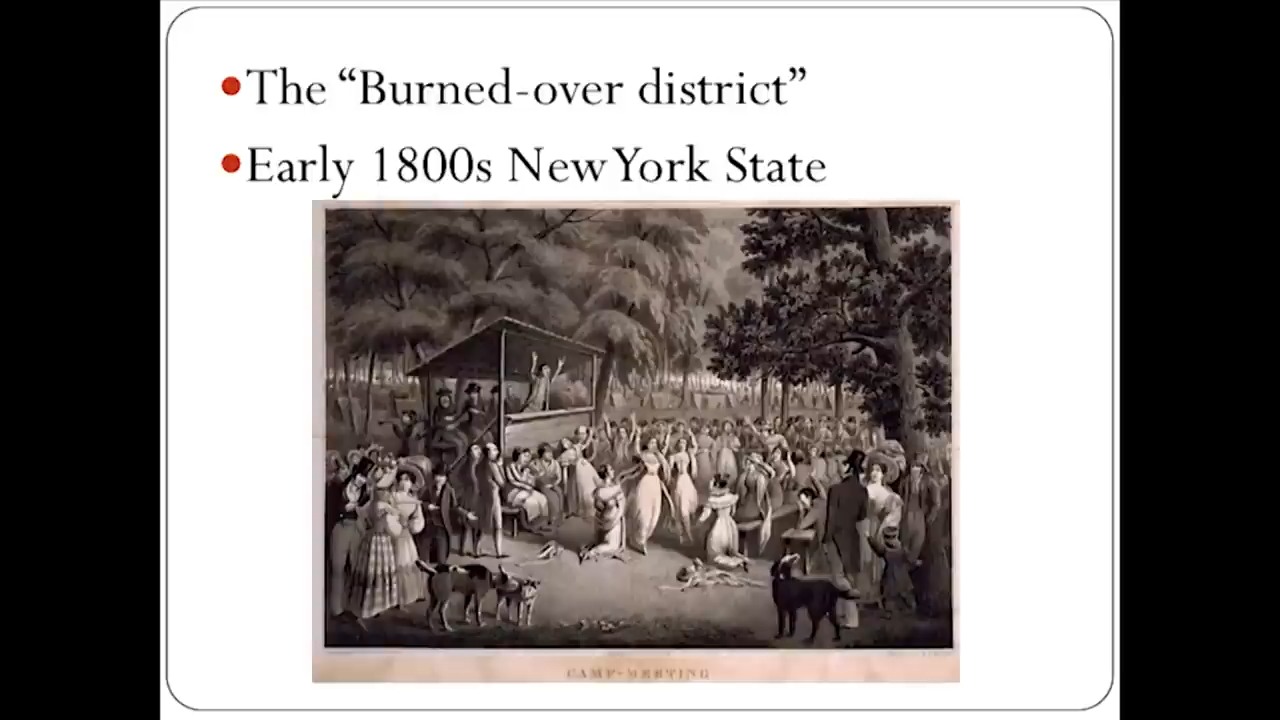 The “Burned-over district”
Early 1800s New York State
CAMP-MEETING